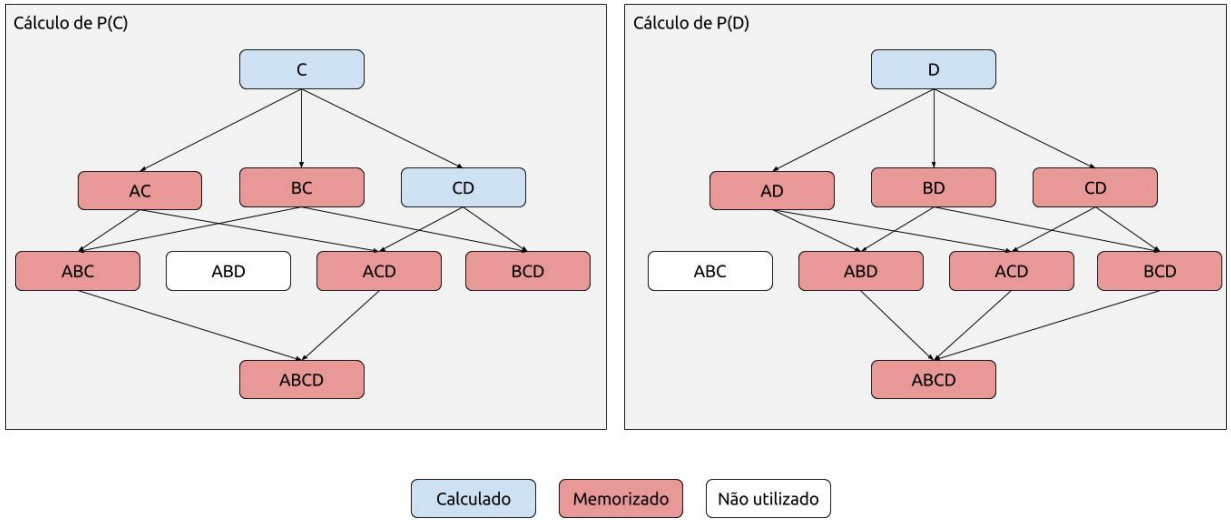 Cálculo de P(C)
C
AC
BC
CD
ABC
ABD
ACD
BCD
ABCD
Cálculo de P(D)
D
AD
BD
CD
ABC
ABD
ACD
BCD
ABCD
Calculado
Memorizado
Não utilizado